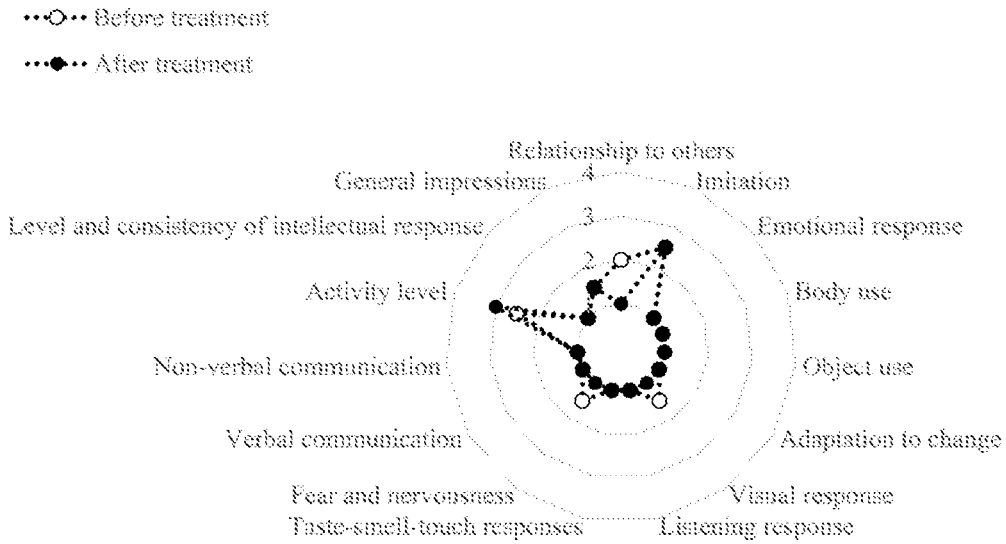 Before treatment
After treatment
Relationship to others
4
General impressions
Imitation
Level and consistency of intellectual response
3
Emotional response
2
Activity level
Body use
Non-verbal communication
Object use
Verbal communication
Adaptation to change
Fear and nervousness
Visual response
Taste-smell-touch responses
Listening response